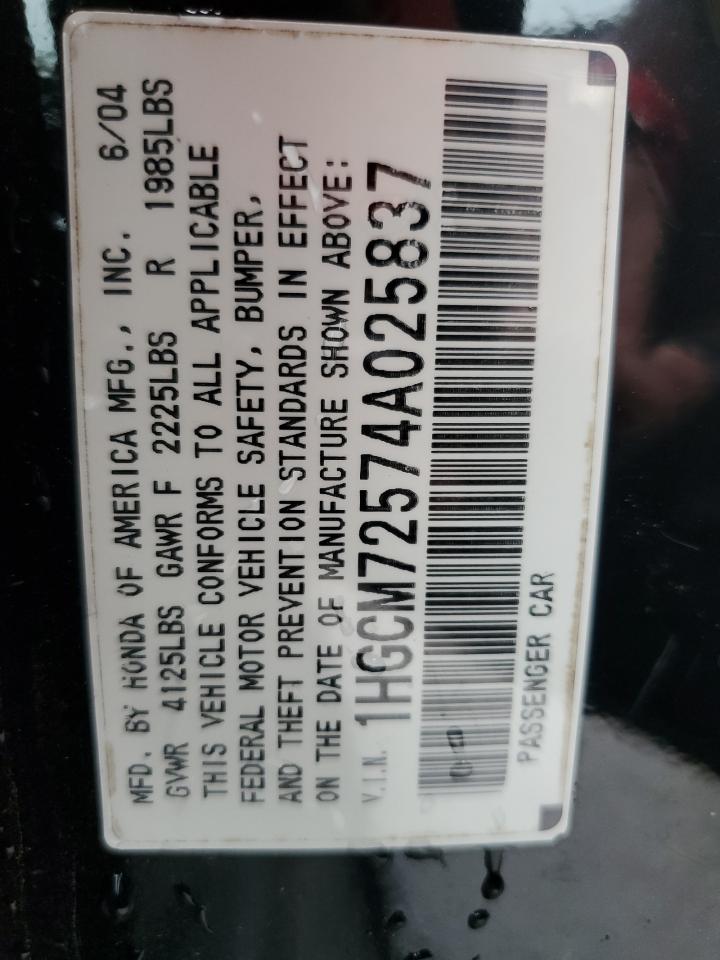 MFD. BY HONDA OF AMERICA MFG., INC. 6/04
GVWR 4125LBS GAWR F 2225LBS R 1985LBS
THIS VEHICLE CONFORMS TO ALL APPLICABLE
FEDERAL MOTOR VEHICLE SAFETY, BUMPER,
AND THEFT PREVENTION STANDARDS IN EFFECT
ON THE DATE OF MANUFACTURE SHOWN ABOVE:
V.I.N. 1HGCM72574A025837
PASSENGER CAR